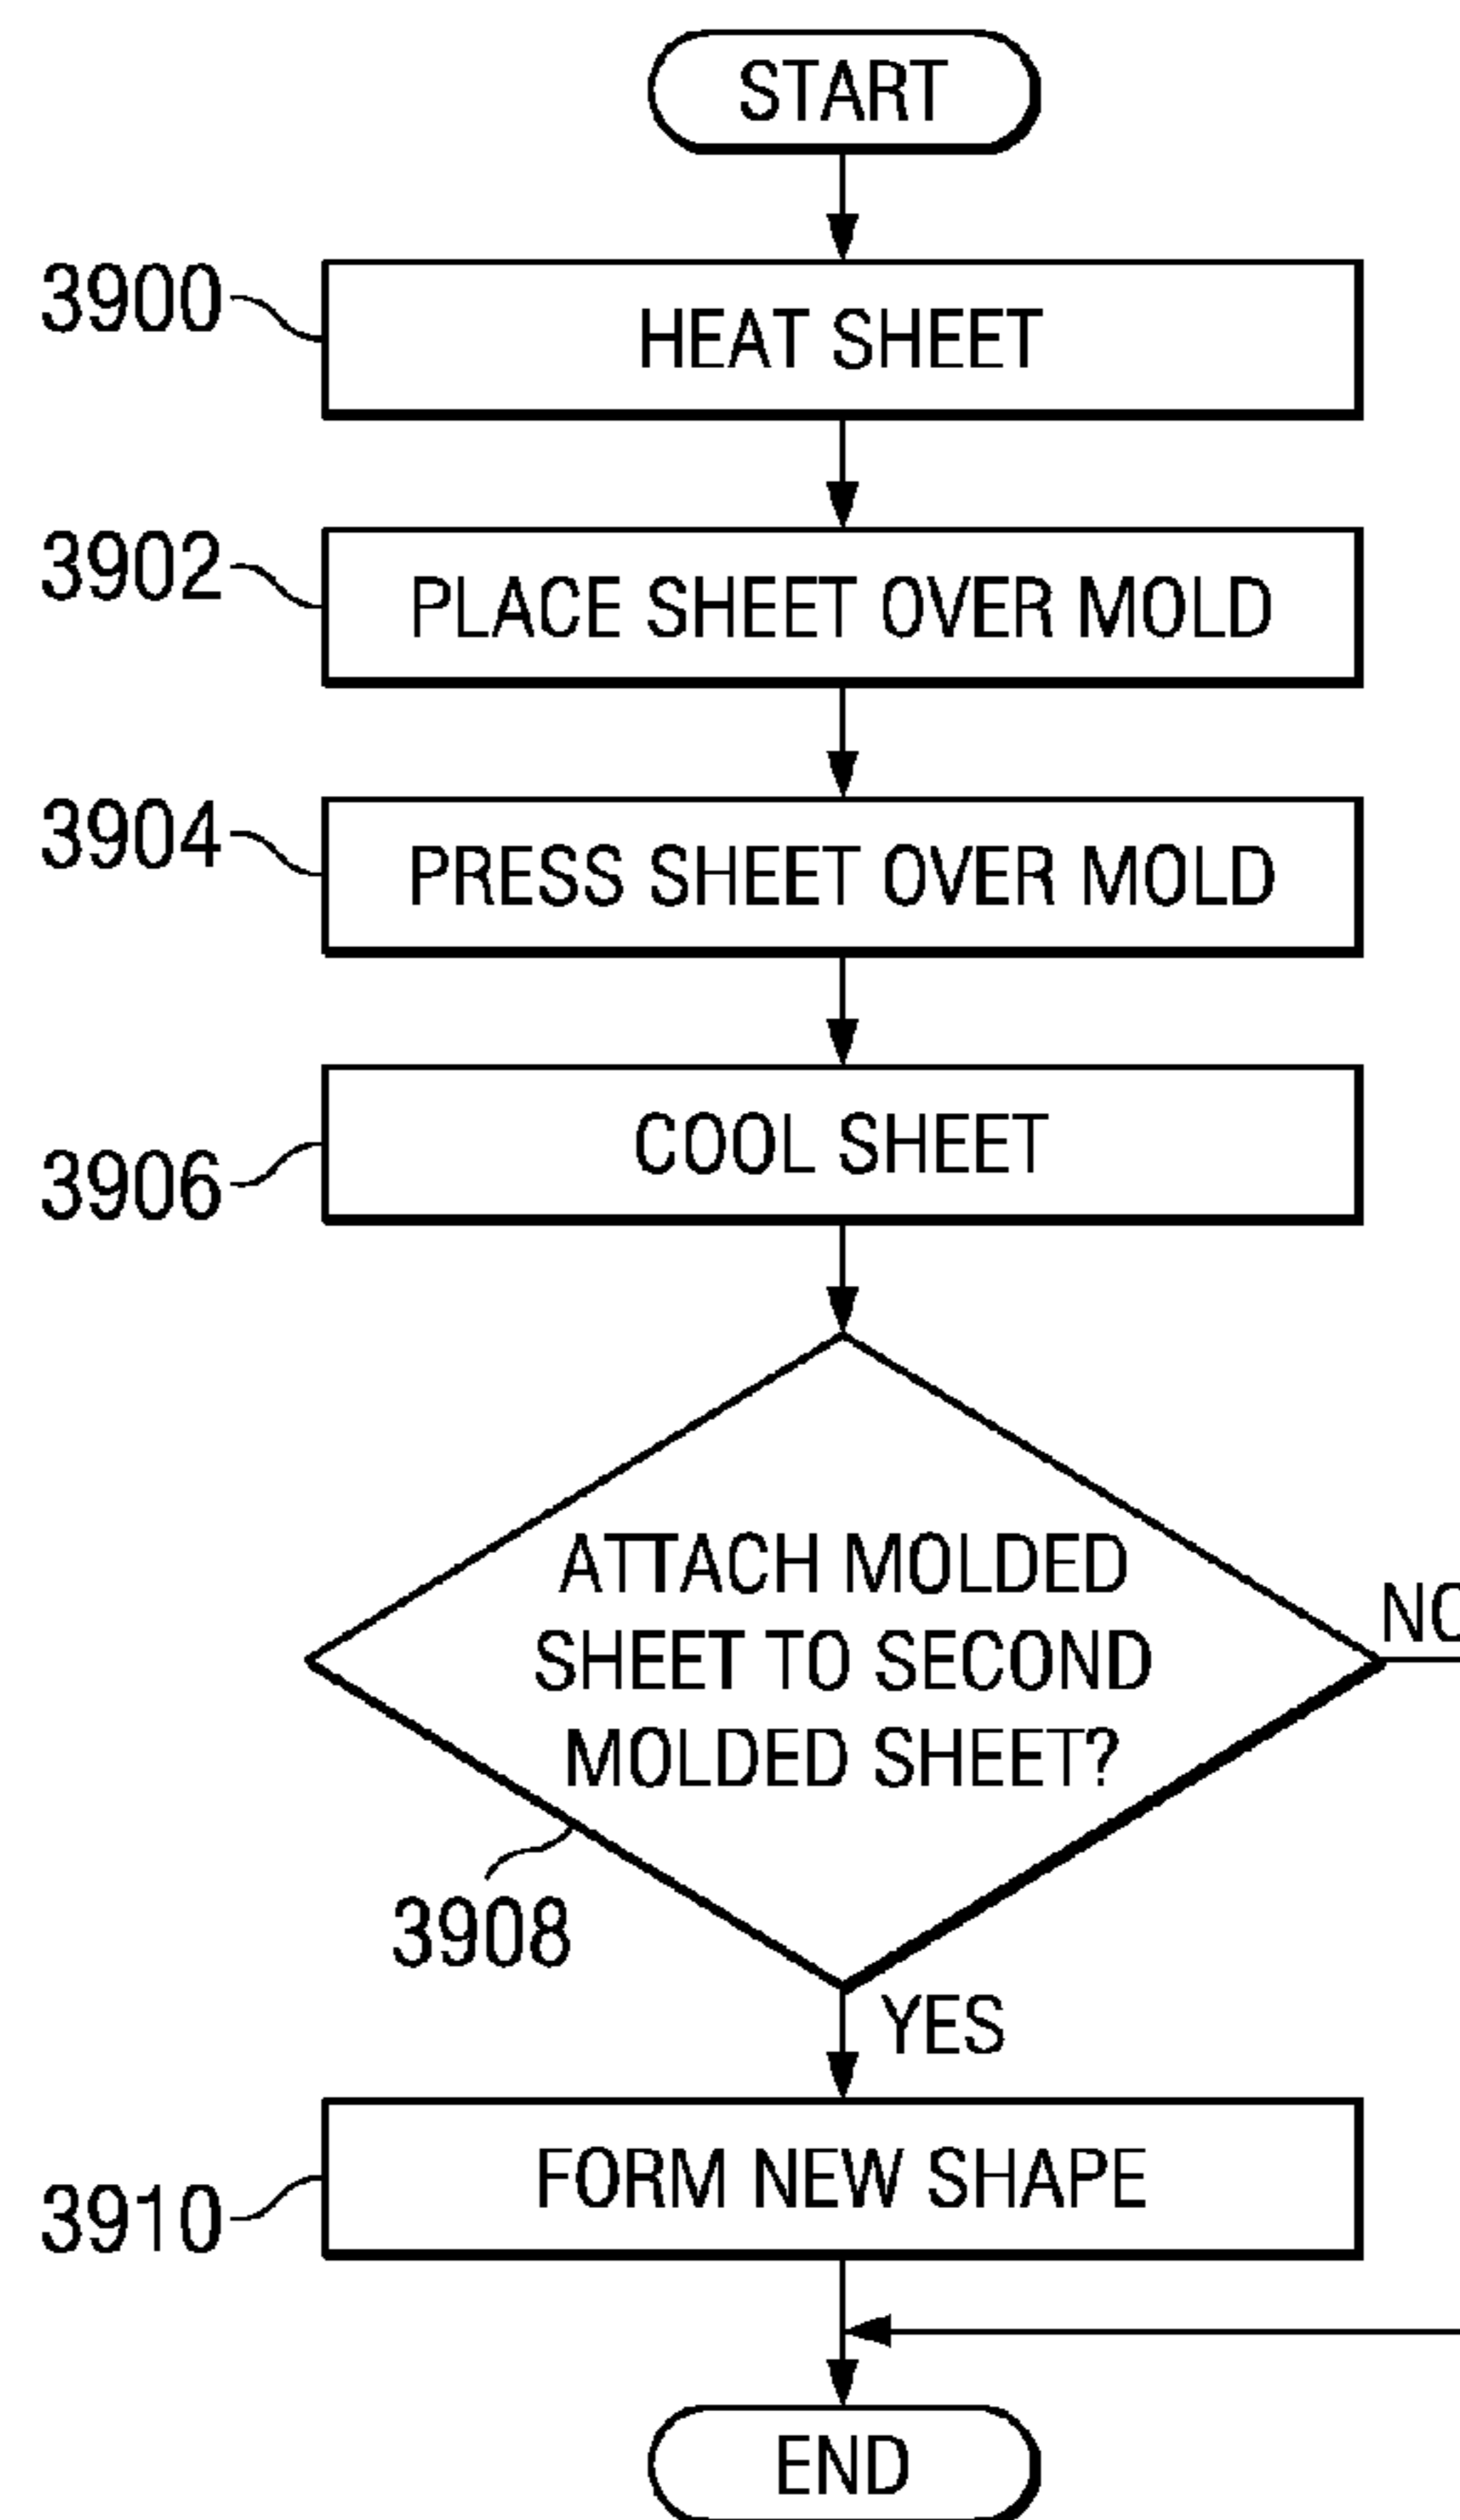 START
3900
HEAT SHEET
3902
PLACE SHEET OVER MOLD
3904
PRESS SHEET OVER MOLD
COOL SHEET
3906
ATTACH MOLDED
SHEET TO SECOND
MOLDED SHEET?
3908
YES
FORM NEW SHAPE
3910
END